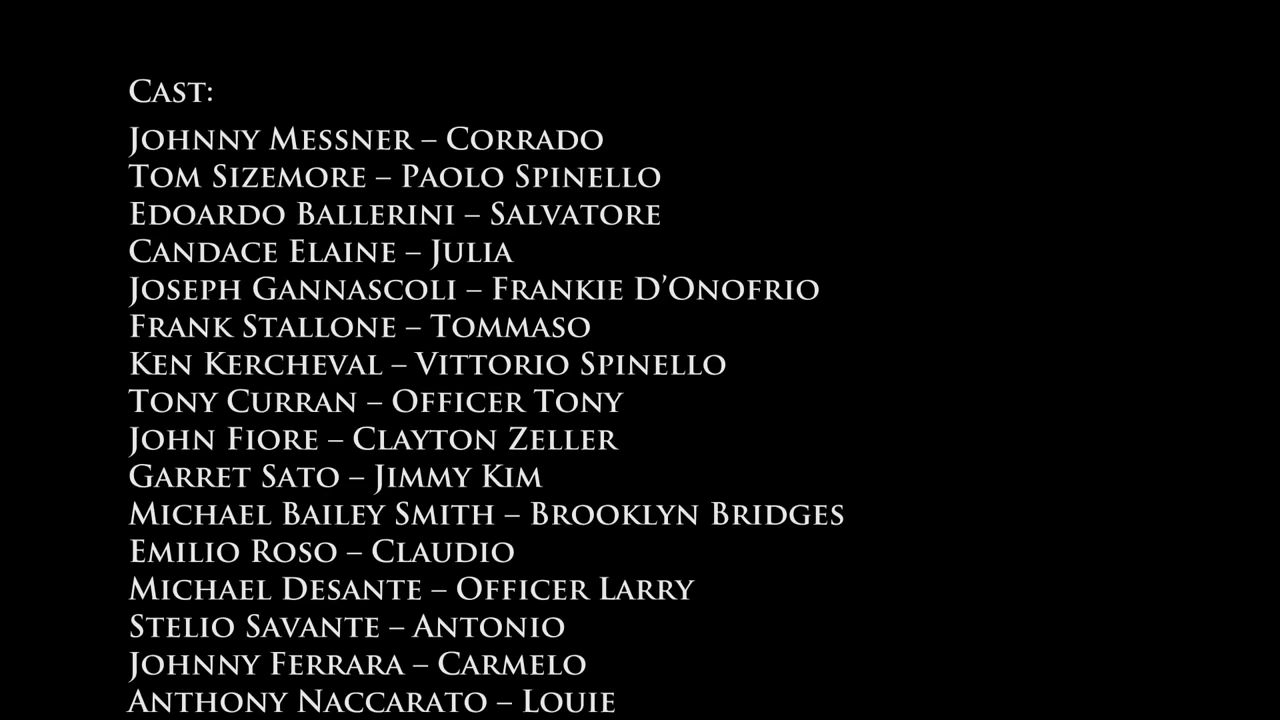 Cast:
Johnny Messner – Corrado
Tom Sizemore – Paolo Spinello
Edoardo Ballerini – Salvatore
Candace Elaine – Julia
Joseph Gannascoli – Frankie D’Onofrio
Frank Stallone – Tommaso
Ken Kercheval – Vittorio Spinello
Tony Curran – Officer Tony
John Fiore – Clayton Zeller
Garret Sato – Jimmy Kim
Michael Bailey Smith – Brooklyn Bridges
Emilio Roso – Claudio
Michael Desante – Officer Larry
Stelio Savante – Antonio
Johnny Ferrara – Carmelo
Anthony Naccarato – Louie